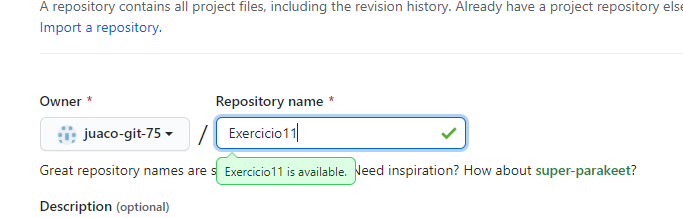 A repository contains all project files, including the revision history. Already have a project repository else
Import a repository.
Owner *
Repository name *
juaco-git-75
/
Exercicio11
Great repository names are s
Exercicio11 is available.
Need inspiration? How about super-parakeet?
Description (optional)